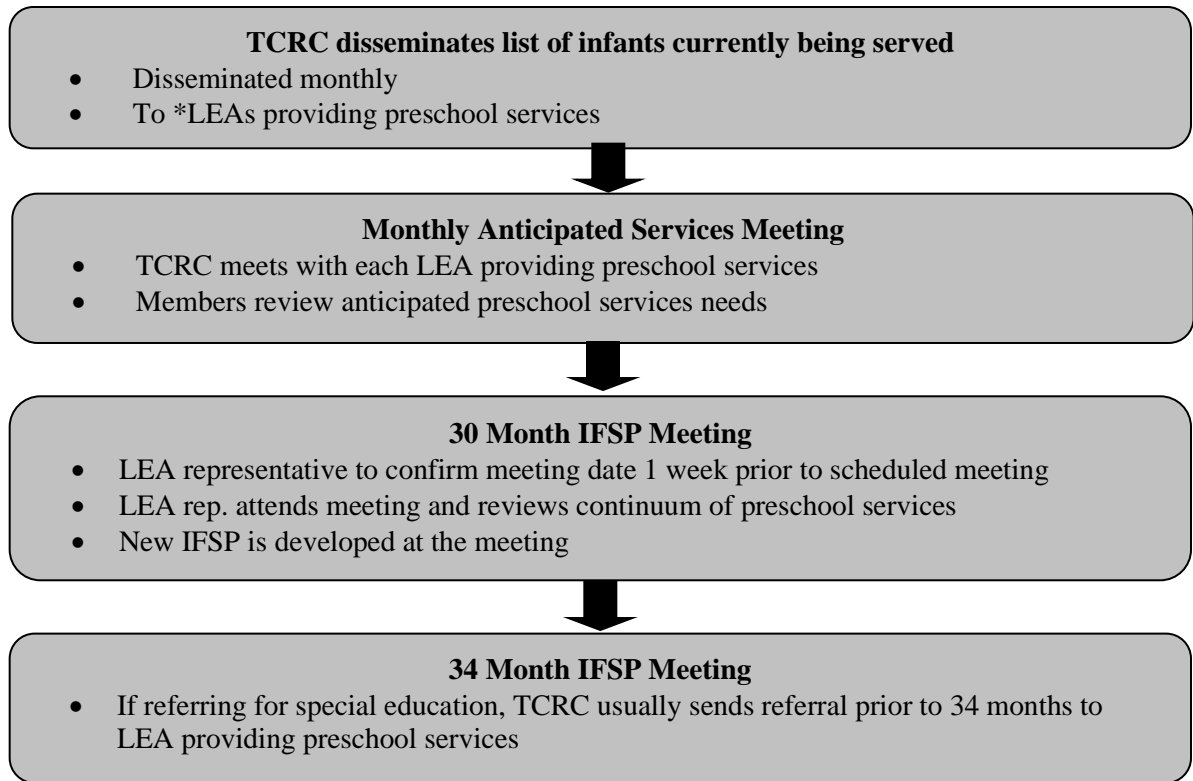 TCRC disseminates list of infants currently being served
• Disseminated monthly
• To *LEAs providing preschool services
Monthly Anticipated Services Meeting
• TCRC meets with each LEA providing preschool services
• Members review anticipated preschool services needs
30 Month IFSP Meeting
• LEA representative to confirm meeting date 1 week prior to scheduled meeting
• LEA rep. attends meeting and reviews continuum of preschool services
• New IFSP is developed at the meeting
34 Month IFSP Meeting
• If referring for special education, TCRC usually sends referral prior to 34 months to
LEA providing preschool services